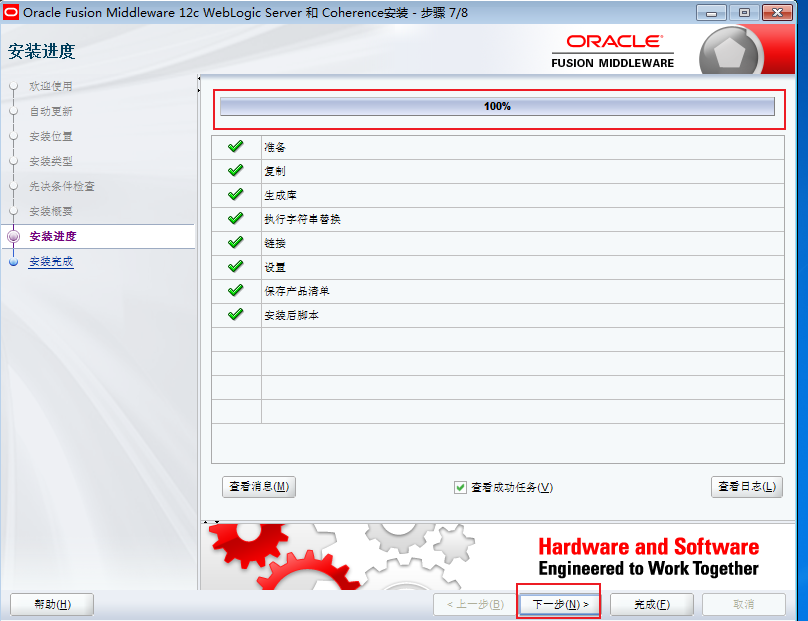 Oracle Fusion Middleware 12c WebLogic Server 和 Coherence安装 - 步骤 7/8
安装进度
ORACLE
FUSION MIDDLEWARE
欢迎使用
自动更新
安装位置
安装类型
先决条件检查
安装概要
安装进度
安装完成
100%
准备
复制
生成库
执行字符串替换
链接
设置
保存产品清单
安装后脚本
查看消息(M)
查看成功任务(V)
查看日志(L)
Hardware and Software
Engineered to Work Together
帮助(H)
< 上一步(B)
下一步(N) >
完成(F)
取消